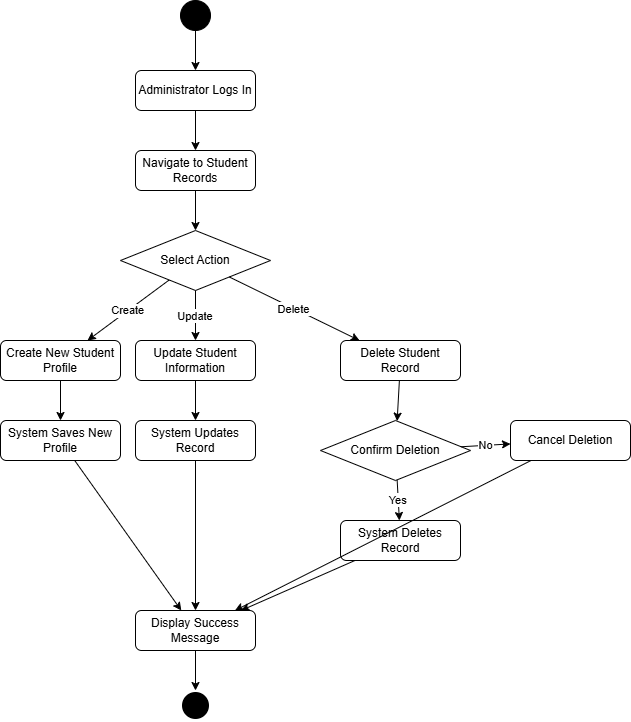 Administrator Logs In
Navigate to Student
Records
Select Action
Create
Update
Delete
Create New Student
Profile
Update Student
Information
Delete Student
Record
System Saves New
Profile
System Updates
Record
Confirm Deletion
No
Cancel Deletion
Yes
System Deletes
Record
Display Success
Message